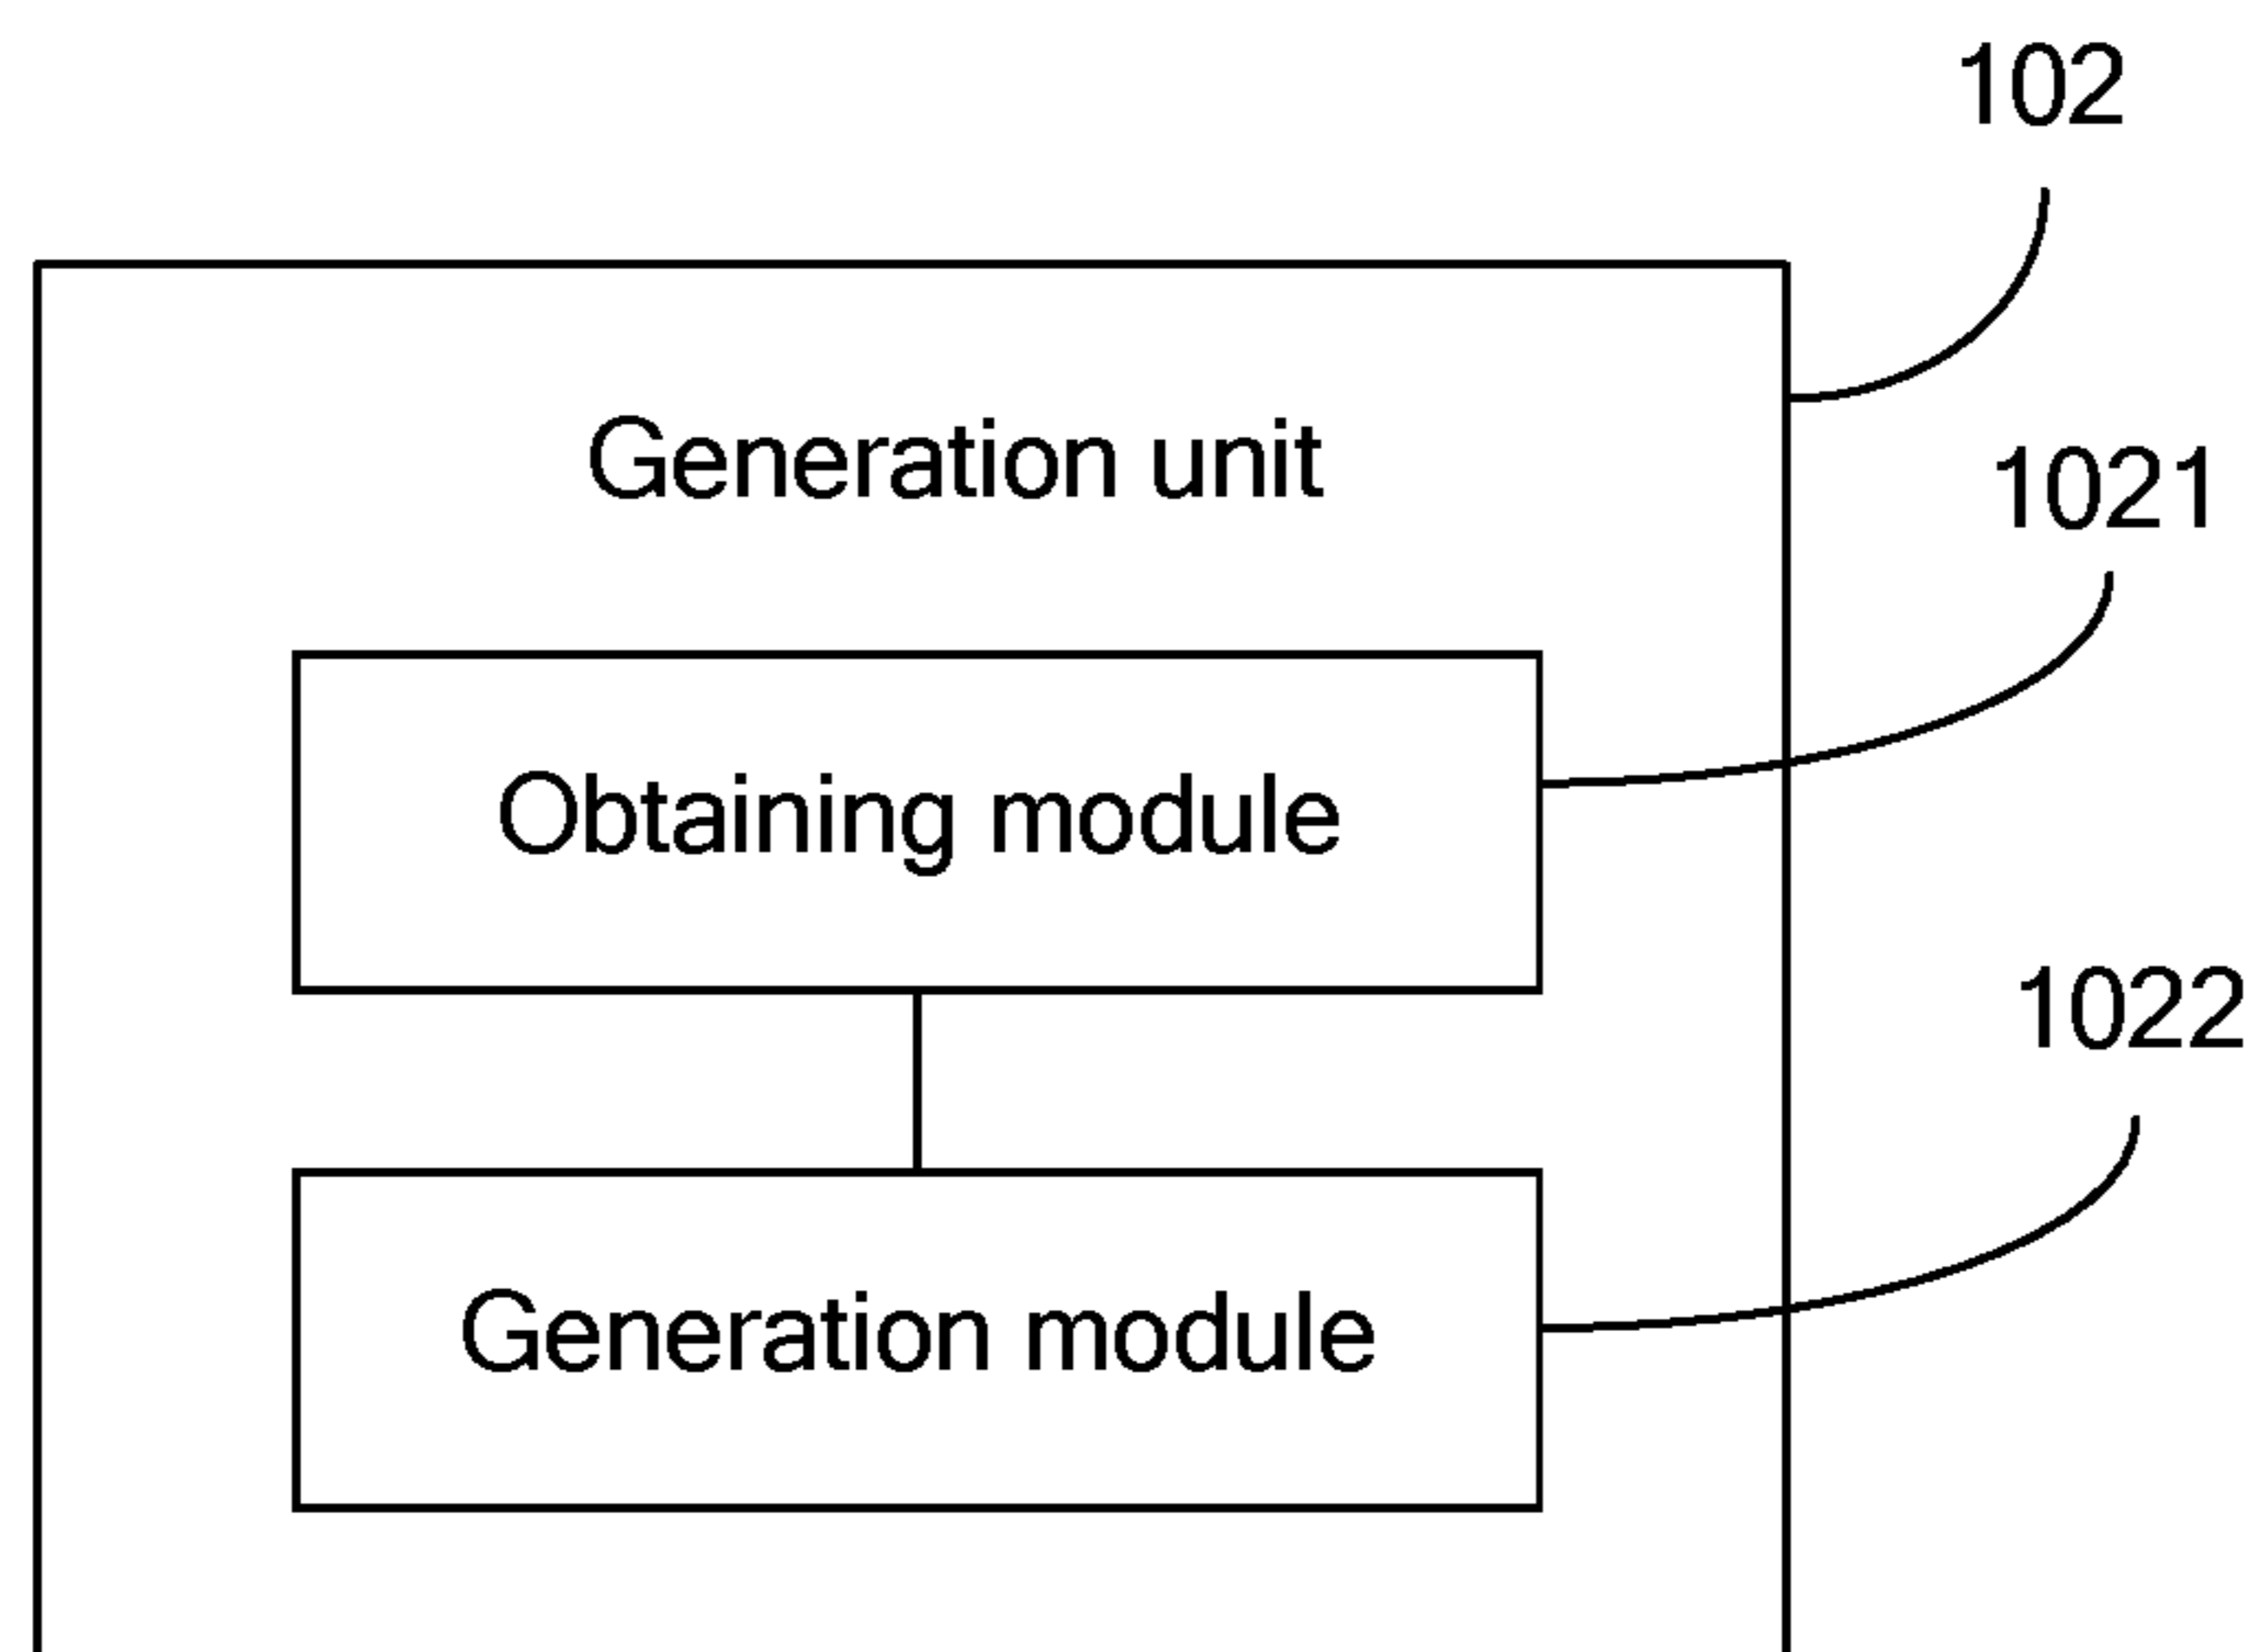 102
Generation unit
1021
Obtaining module
1022
Generation module